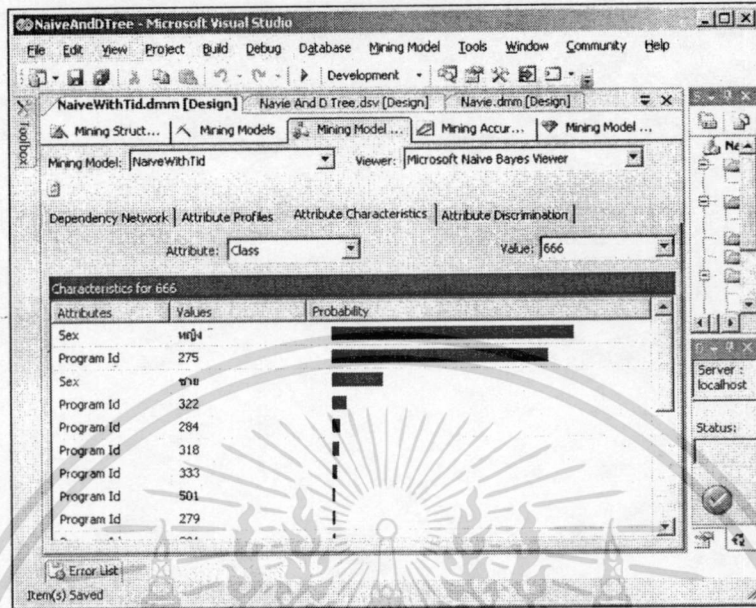 NaiveAndDTree - Microsoft Visual Studio
File Edit View Project Build Debug Database Mining Model Tools Window Community Help
Development
Toolbox
NaiveWithTid.dmm [Design] Navie And D Tree.dsv [Design] Navie.dmm [Design]
Mining Struct... Mining Models Mining Model ... Mining Accur... Mining Model ...
Mining Model: NaiveWithTid Viewer: Microsoft Naive Bayes Viewer
Dependency Network Attribute Profiles Attribute Characteristics Attribute Discrimination
Attribute: Class Value: 666
Characteristics for 666
Attributes Values Probability
Sex หญิง
Program Id 275
Sex ชาย
Program Id 322
Program Id 284
Program Id 318
Program Id 333
Program Id 501
Program Id 279
Server :
localhost
Status:
Error List
Item(s) Saved